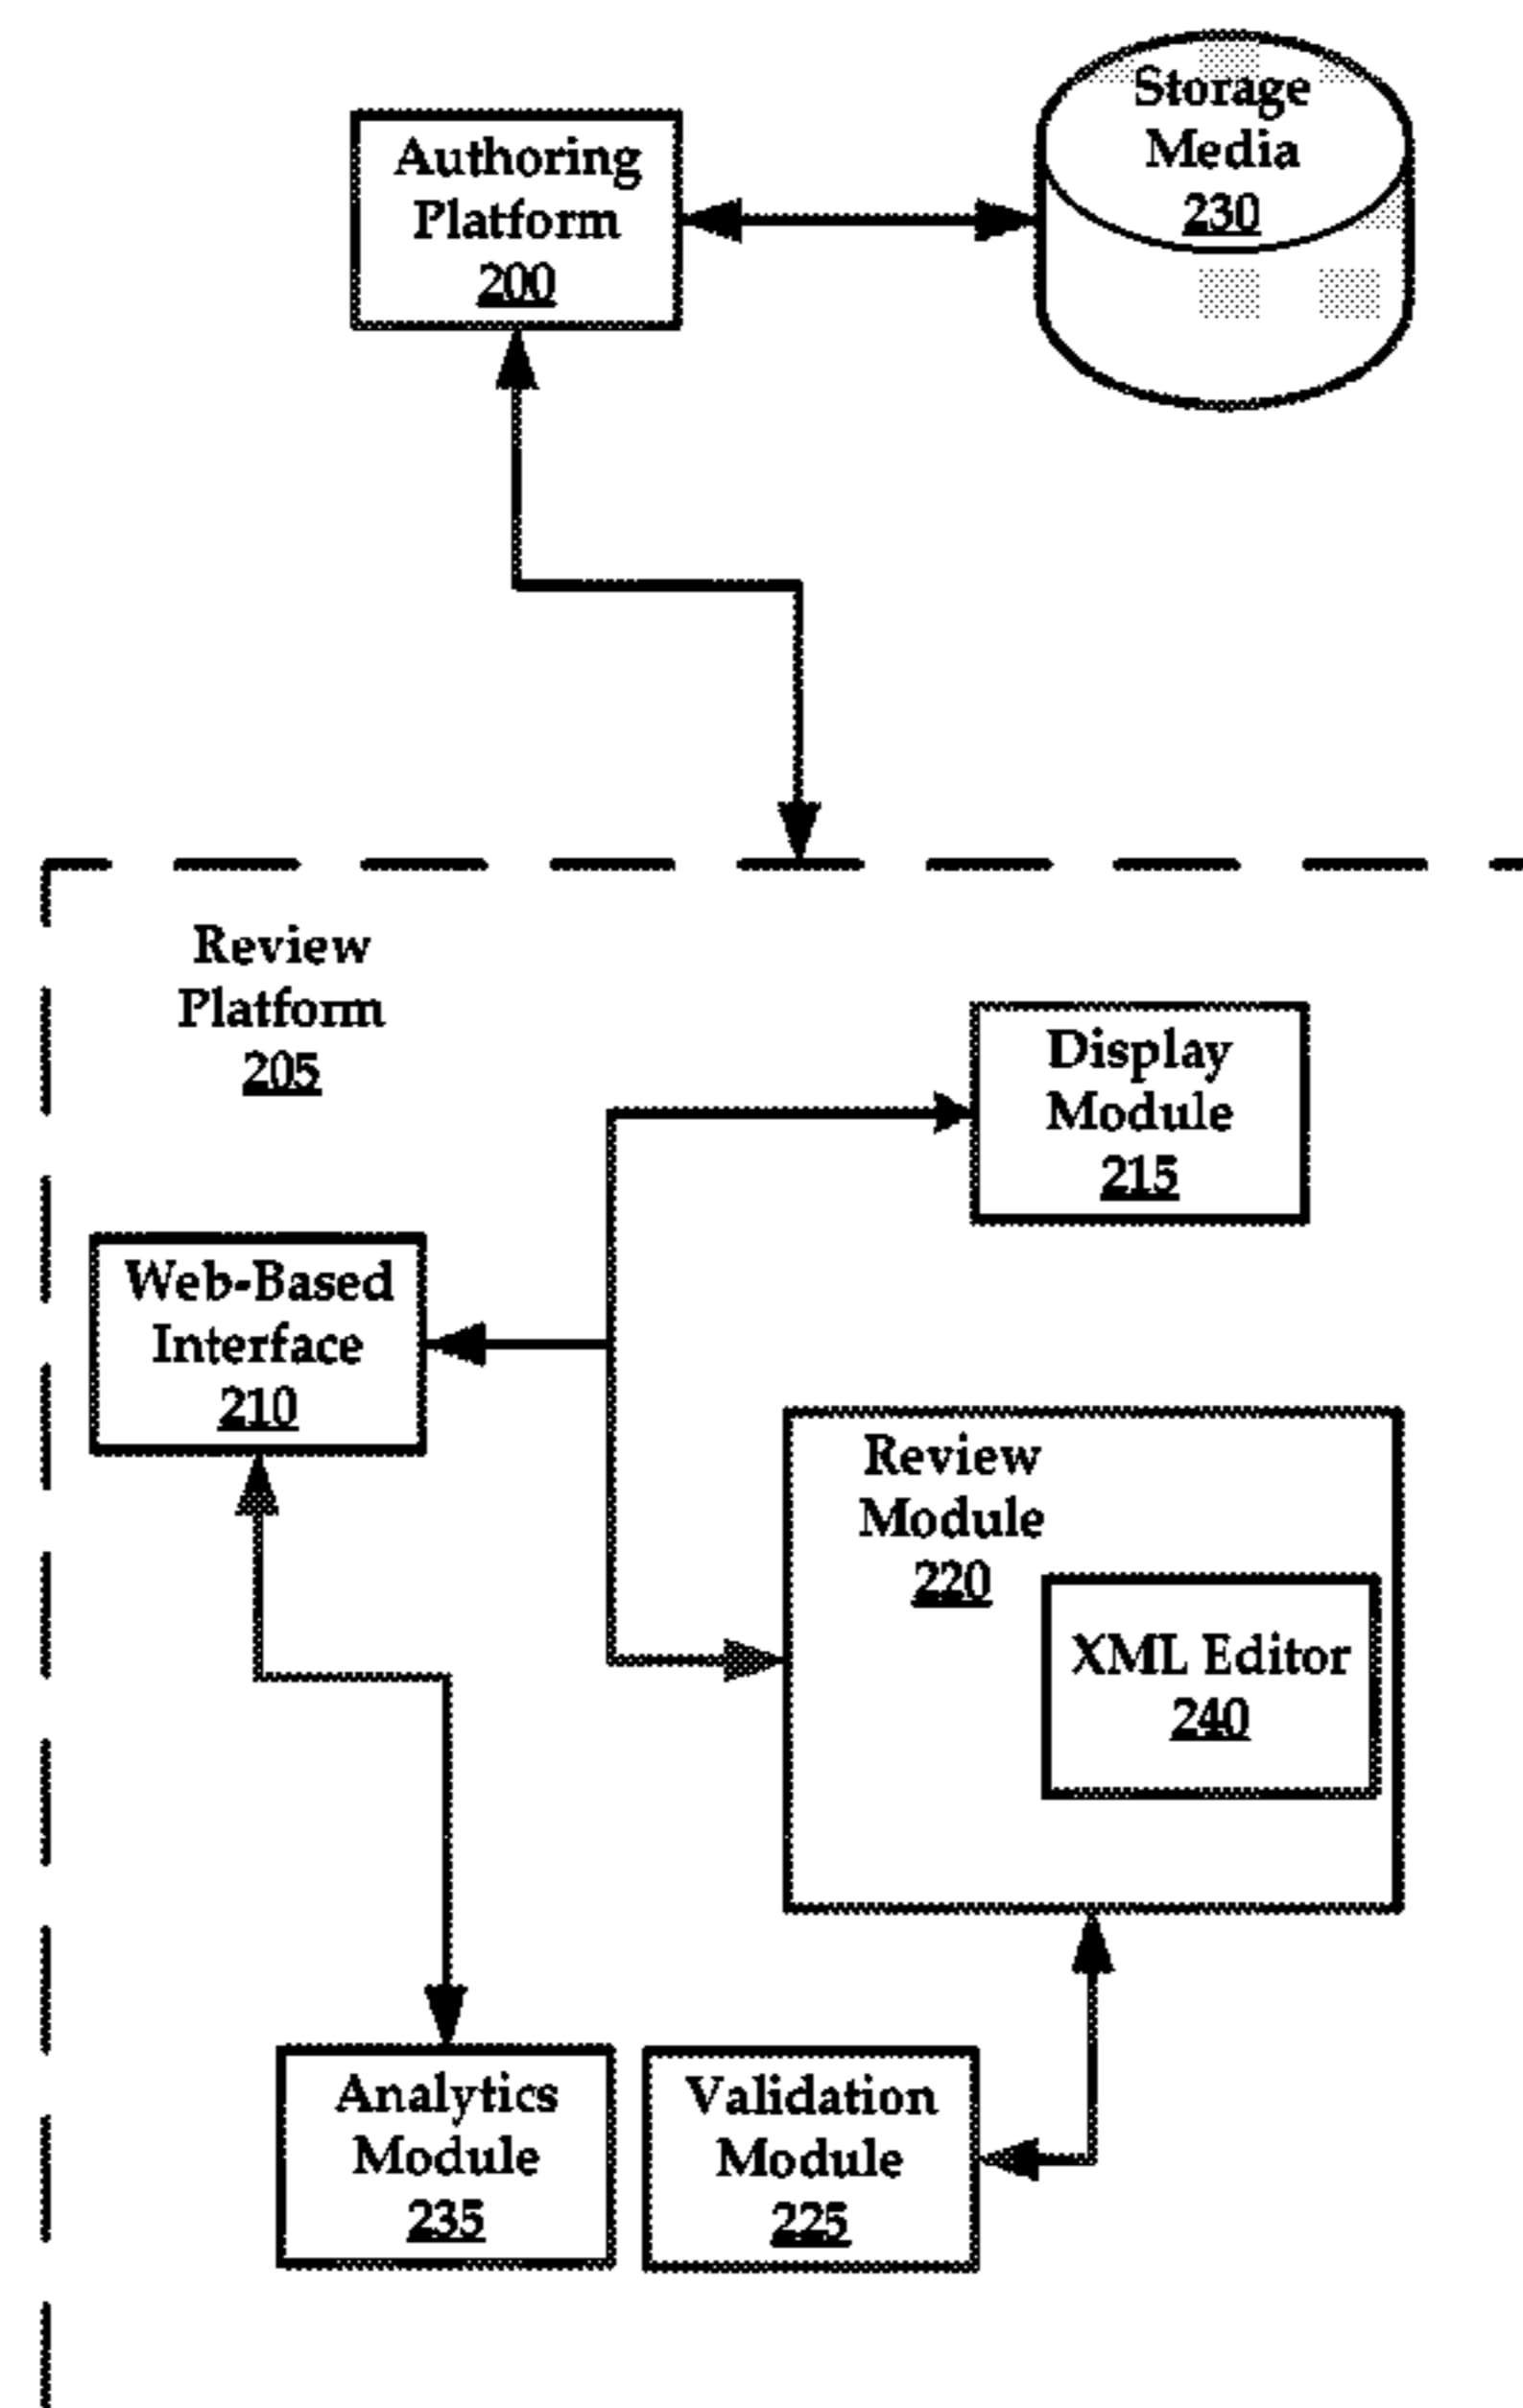 Authoring
Platform
200
Storage
Media
230
Review
Platform
205
Display
Module
215
Web-Based
Interface
210
Review
Module
220
XML Editor
240
Analytics
Module
235
Validation
Module
225